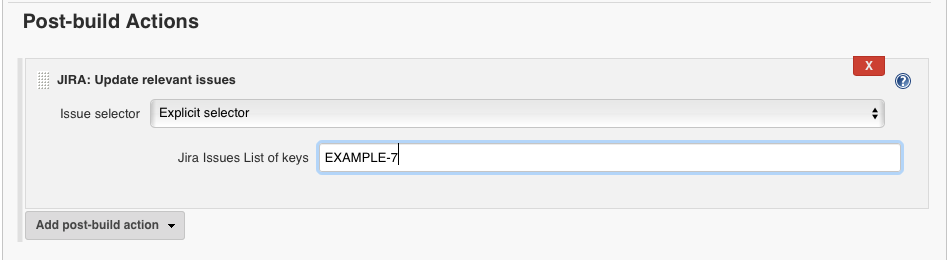 Post-build Actions
X
JIRA: Update relevant issues
?
Issue selector Explicit selector
Jira Issues List of keys EXAMPLE-7
Add post-build action